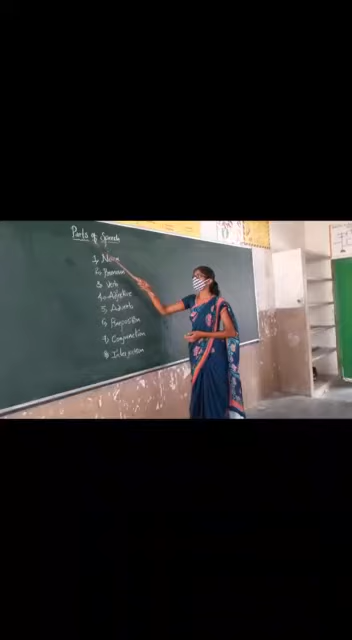 Parts of Speech
1, Noun
2, Pronoun
3, Verb
4, Adjective
5, Adverb
6, Preposition
7, Conjunction
8, Interjection